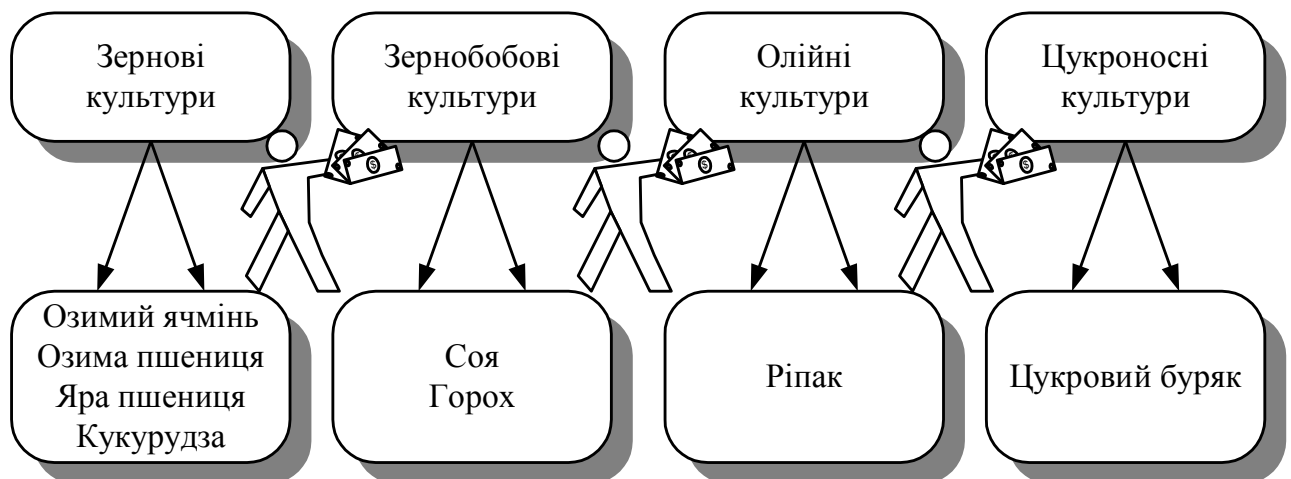 Зернові
культури
Зернобобові
культури
Олійні
культури
Цукроносні
культури
Озимий ячмінь
Озима пшениця
Яра пшениця
Кукурудза
Соя
Горох
Ріпак
Цукровий буряк